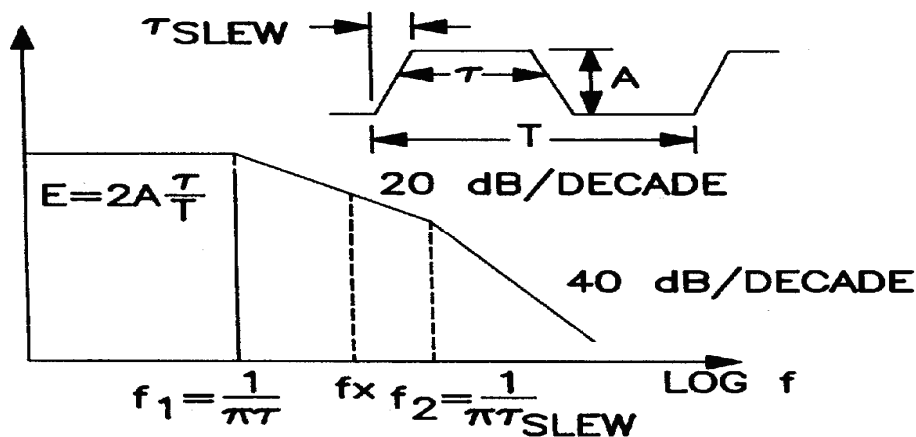 τSLEW
τ
A
T
E=2A τ/T
20 dB/DECADE
40 dB/DECADE
LOG f
f1=1/πτ
fx
f2=1/πτSLEW